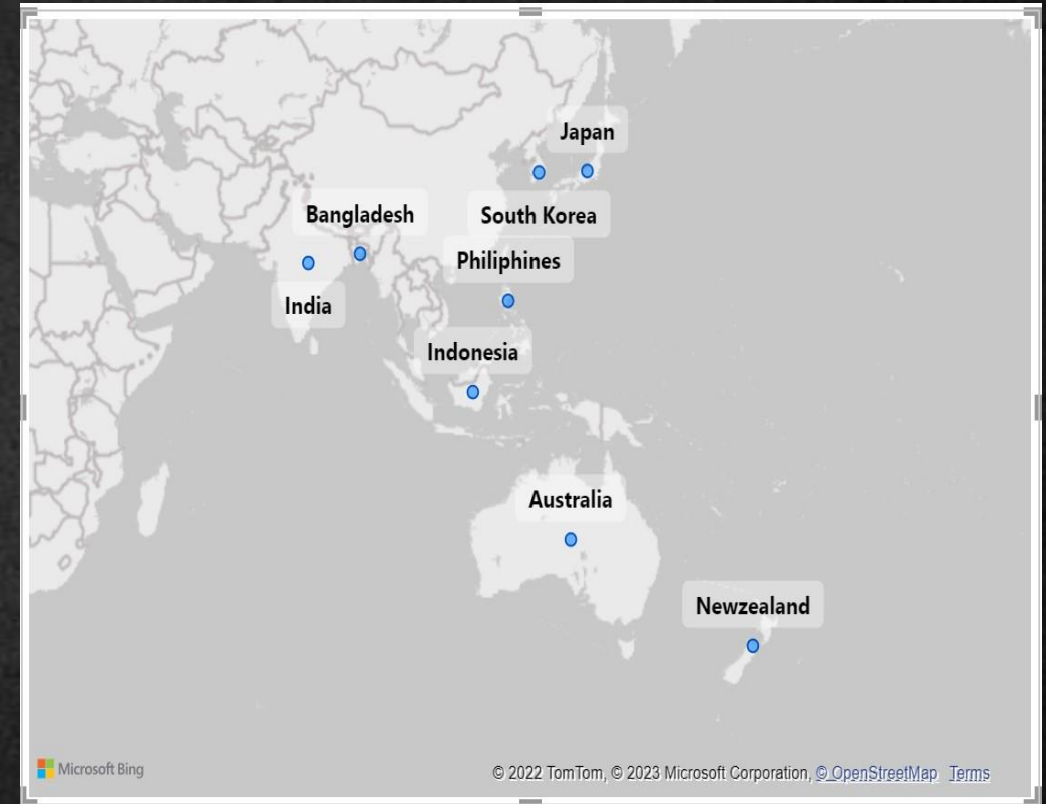 Japan
South Korea
Bangladesh
Philiphines
India
Indonesia
Australia
Newzealand
Microsoft Bing
© 2022 TomTom, © 2023 Microsoft Corporation, © OpenStreetMap Terms